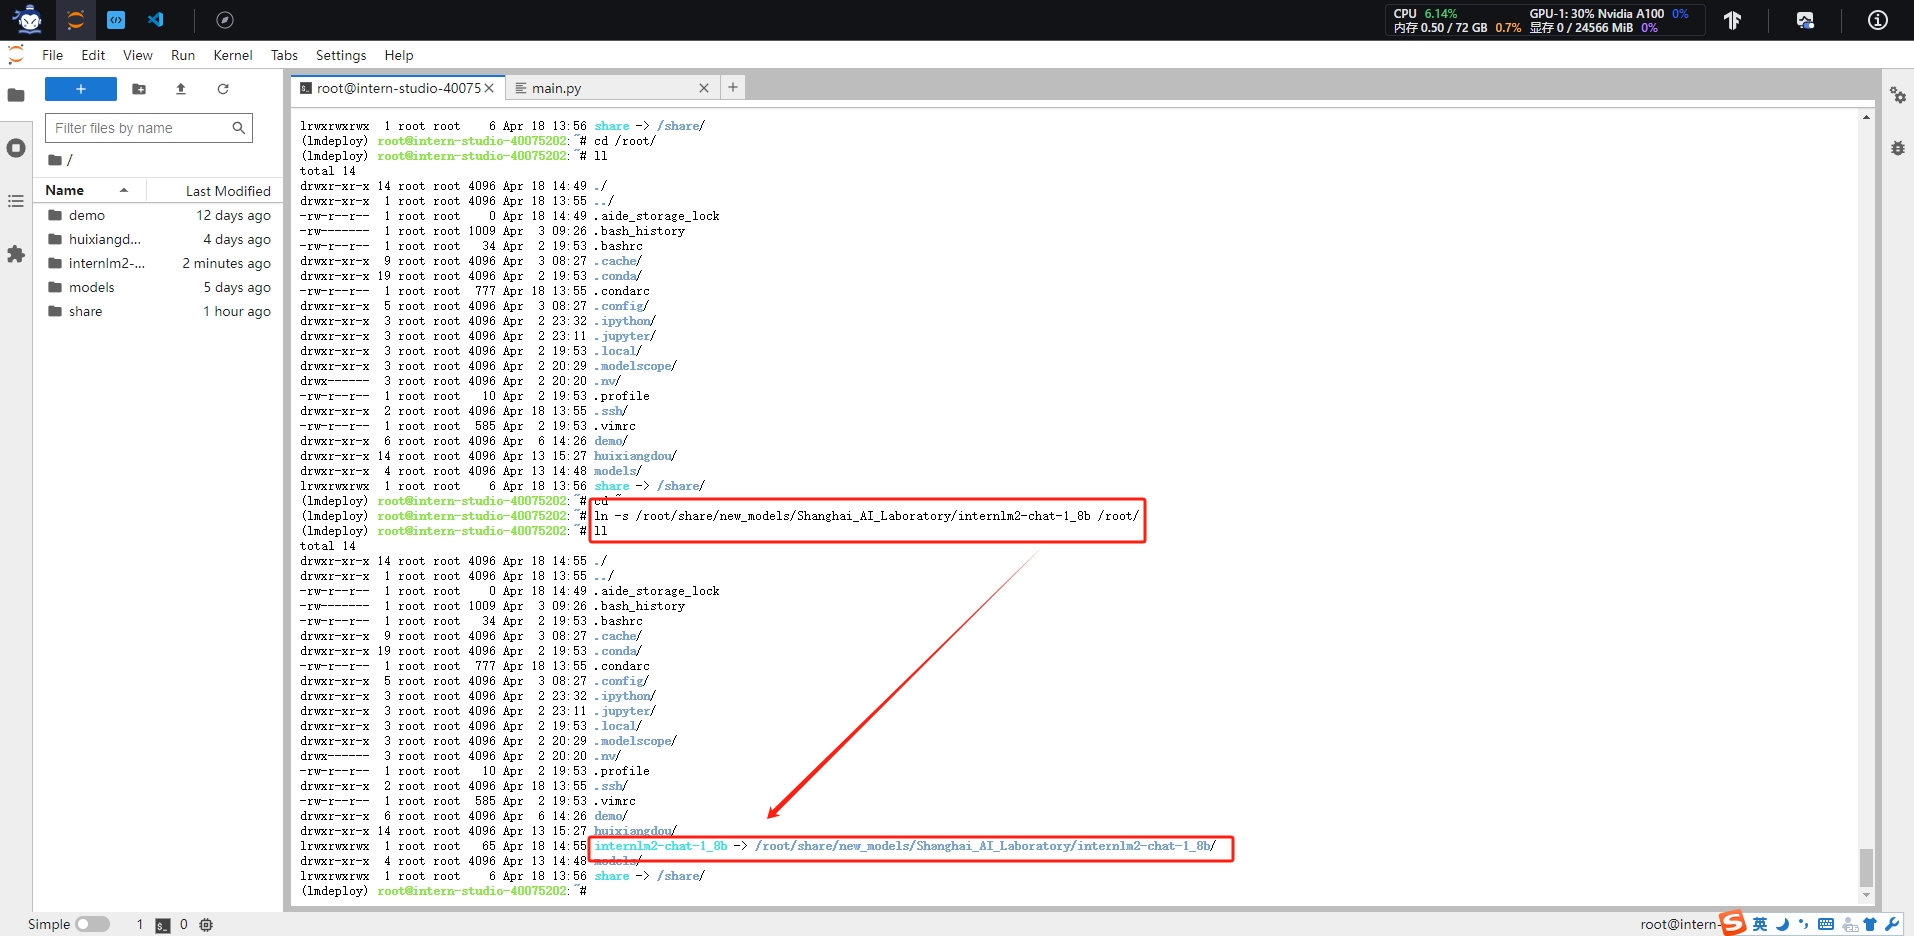 CPU 6.14% GPU-1: 30% Nvidia A100 0%
内存 0.50 / 72 GB 0.7% 显存 0 / 24566 MiB 0%
File Edit View Run Kernel Tabs Settings Help
root@intern-studio-40075
main.py
Filter files by name
/
Name Last Modified
demo 12 days ago
huixiangd... 4 days ago
internlm2-... 2 minutes ago
models 5 days ago
share 1 hour ago
lrwxrwxrwx 1 root root 6 Apr 18 13:56 share -> /share/
(lmdeploy) root@intern-studio-40075202:~# cd /root/
(lmdeploy) root@intern-studio-40075202:~# ll
total 14
drwxr-xr-x 14 root root 4096 Apr 18 14:49 ./
drwxr-xr-x 1 root root 4096 Apr 18 13:55 ../
-rw-r--r-- 1 root root 0 Apr 18 14:49 .aide_storage_lock
-rw------- 1 root root 1009 Apr 3 09:26 .bash_history
-rw-r--r-- 1 root root 34 Apr 2 19:53 .bashrc
drwxr-xr-x 9 root root 4096 Apr 3 08:27 .cache/
drwxr-xr-x 19 root root 4096 Apr 2 19:53 .conda/
-rw-r--r-- 1 root root 777 Apr 18 13:55 .condarc
drwxr-xr-x 5 root root 4096 Apr 3 08:27 .config/
drwxr-xr-x 3 root root 4096 Apr 2 23:32 .ipython/
drwxr-xr-x 3 root root 4096 Apr 2 23:11 .jupyter/
drwxr-xr-x 3 root root 4096 Apr 2 19:53 .local/
drwxr-xr-x 3 root root 4096 Apr 2 20:29 .modelscope/
drwx------ 3 root root 4096 Apr 2 20:20 .nv/
-rw-r--r-- 1 root root 10 Apr 2 19:53 .profile
drwxr-xr-x 2 root root 4096 Apr 18 13:55 .ssh/
-rw-r--r-- 1 root root 585 Apr 2 19:53 .vimrc
drwxr-xr-x 6 root root 4096 Apr 6 14:26 demo/
drwxr-xr-x 14 root root 4096 Apr 13 15:27 huixiangdou/
drwxr-xr-x 4 root root 4096 Apr 13 14:48 models/
lrwxrwxrwx 1 root root 6 Apr 18 13:56 share -> /share/
(lmdeploy) root@intern-studio-40075202:~# cd ~
(lmdeploy) root@intern-studio-40075202:~# ln -s /root/share/new_models/Shanghai_AI_Laboratory/internlm2-chat-1_8b /root/
(lmdeploy) root@intern-studio-40075202:~# ll
total 14
drwxr-xr-x 14 root root 4096 Apr 18 14:55 ./
drwxr-xr-x 1 root root 4096 Apr 18 13:55 ../
-rw-r--r-- 1 root root 0 Apr 18 14:49 .aide_storage_lock
-rw------- 1 root root 1009 Apr 3 09:26 .bash_history
-rw-r--r-- 1 root root 34 Apr 2 19:53 .bashrc
drwxr-xr-x 9 root root 4096 Apr 3 08:27 .cache/
drwxr-xr-x 19 root root 4096 Apr 2 19:53 .conda/
-rw-r--r-- 1 root root 777 Apr 18 13:55 .condarc
drwxr-xr-x 5 root root 4096 Apr 3 08:27 .config/
drwxr-xr-x 3 root root 4096 Apr 2 23:32 .ipython/
drwxr-xr-x 3 root root 4096 Apr 2 23:11 .jupyter/
drwxr-xr-x 3 root root 4096 Apr 2 19:53 .local/
drwxr-xr-x 3 root root 4096 Apr 2 20:29 .modelscope/
drwx------ 3 root root 4096 Apr 2 20:20 .nv/
-rw-r--r-- 1 root root 10 Apr 2 19:53 .profile
drwxr-xr-x 2 root root 4096 Apr 18 13:55 .ssh/
-rw-r--r-- 1 root root 585 Apr 2 19:53 .vimrc
drwxr-xr-x 6 root root 4096 Apr 6 14:26 demo/
drwxr-xr-x 14 root root 4096 Apr 13 15:27 huixiangdou/
lrwxrwxrwx 1 root root 65 Apr 18 14:55 internlm2-chat-1_8b -> /root/share/new_models/Shanghai_AI_Laboratory/internlm2-chat-1_8b/
drwxr-xr-x 4 root root 4096 Apr 13 14:48 models/
lrwxrwxrwx 1 root root 6 Apr 18 13:56 share -> /share/
(lmdeploy) root@intern-studio-40075202:~#
Simple 1 0
root@intern-
英